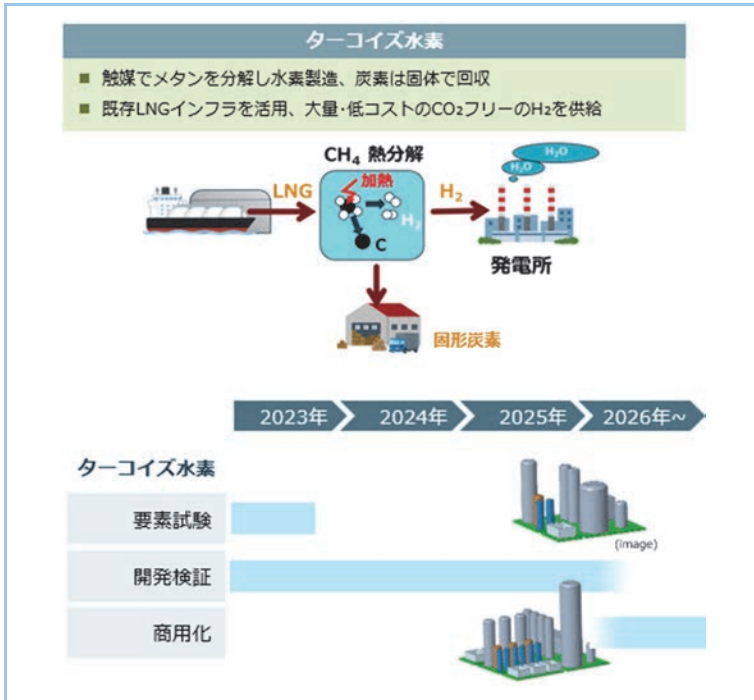 ターコイズ水素
■ 触媒でメタンを分解し水素製造、炭素は固体で回収
■ 既存LNGインフラを活用、大量･低コストのCO₂フリーのH₂を供給
CH₄ 熱分解
H₂O
H₂O
LNG
加熱
H₂
H₂
C
発電所
固形炭素
2023年
2024年
2025年
2026年~
ターコイズ水素
要素試験
(image)
開発検証
商用化